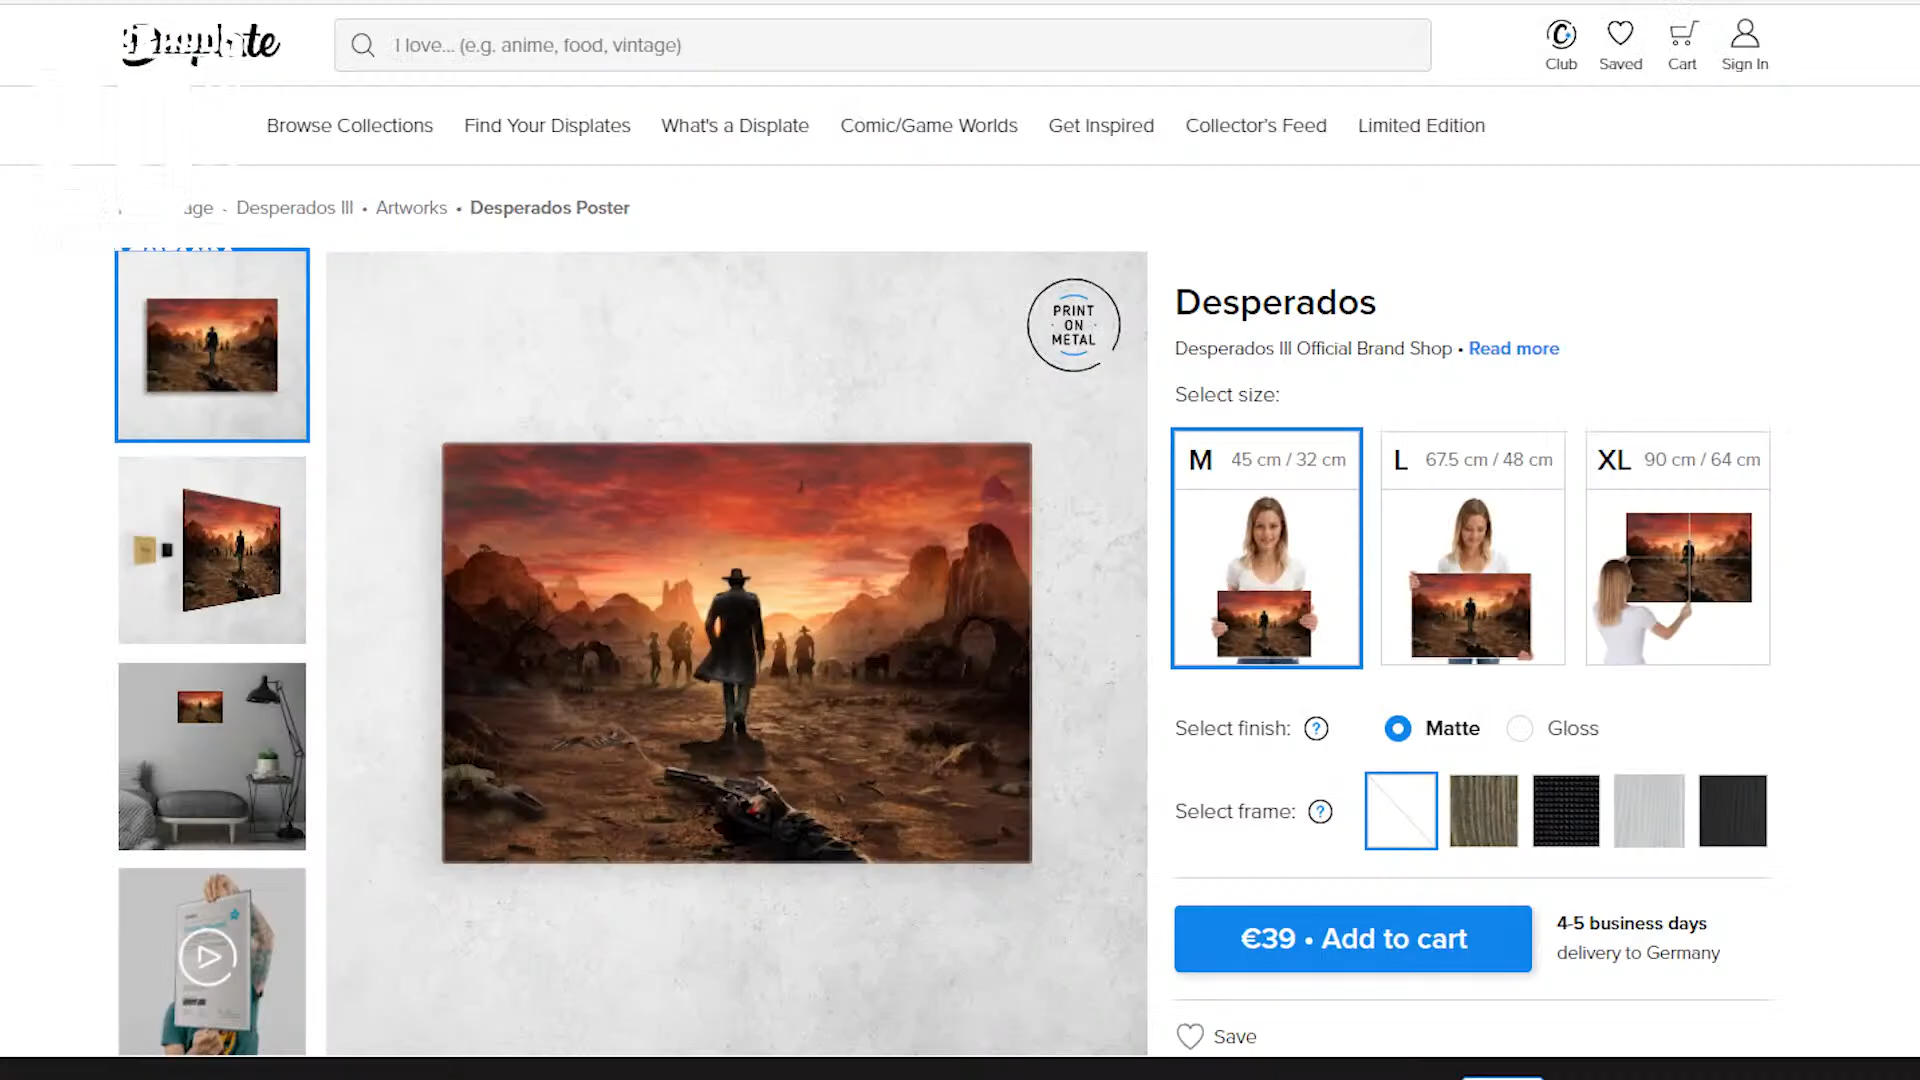 I love... (e.g. anime, food, vintage)
Club
Saved
Cart
Sign In
Browse Collections
Find Your Displates
What's a Displate
Comic/Game Worlds
Get Inspired
Collector's Feed
Limited Edition
Desperados III • Artworks • Desperados Poster
PRINT
ON
METAL
Desperados
Desperados III Official Brand Shop • Read more
Select size:
M 45 cm / 32 cm
L 67.5 cm / 48 cm
XL 90 cm / 64 cm
Select finish: ? Matte Gloss
Select frame: ?
€39 • Add to cart
4-5 business days
delivery to Germany
Save